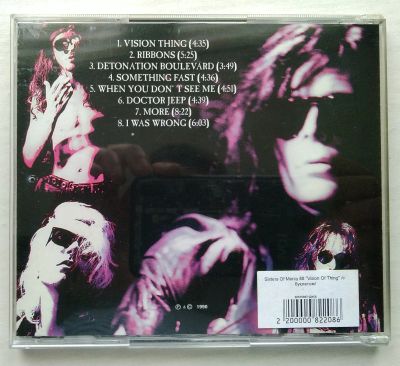 1. VISION THING (4:35)
2. RIBBONS (5:25)
3. DETONATION BOULEVARD (3:49)
4. SOMETHING FAST (4:36)
5. WHEN YOU DON'T SEE ME (4:51)
6. DOCTOR JEEP (4:39)
7. MORE (8:22)
8. I WAS WRONG (6:03)
Sisters Of Mercy 88 "Vision Of Thing" /
2 200000 822086